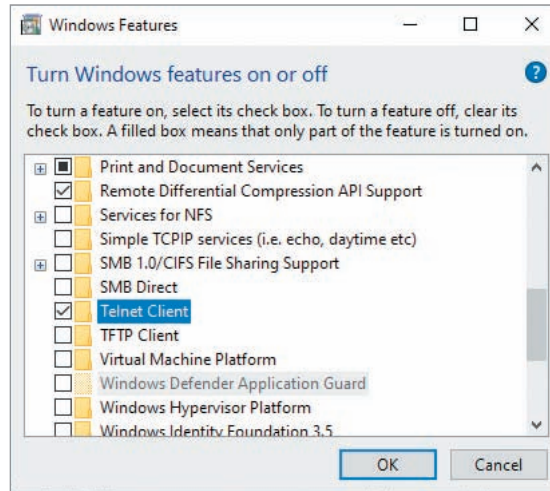 Windows Features
Turn Windows features on or off
?
To turn a feature on, select its check box. To turn a feature off, clear its
check box. A filled box means that only part of the feature is turned on.
Print and Document Services
Remote Differential Compression API Support
Services for NFS
Simple TCPIP services (i.e. echo, daytime etc)
SMB 1.0/CIFS File Sharing Support
SMB Direct
Telnet Client
TFTP Client
Virtual Machine Platform
Windows Defender Application Guard
Windows Hypervisor Platform
Windows Identity Foundation 3.5
OK Cancel